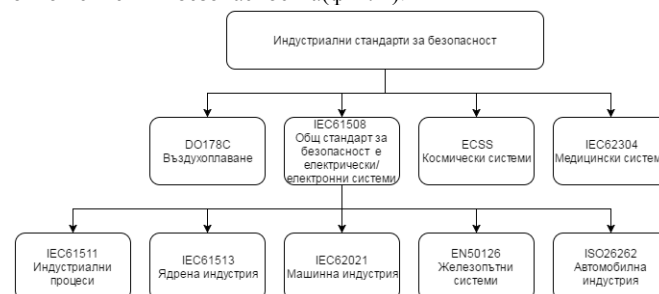 Индустриални стандарти за безопасност
DO178C
Въздухоплаване
IEC61508
Общ стандарт за
безопасност е
електрически/
електронни системи
ECSS
Космически системи
IEC62304
Медицински систем
IEC61511
Индустриални
процеси
IEC61513
Ядрена индустрия
IEC62021
Машинна индустрия
EN50126
Железопътни
системи
ISO26262
Автомобилна
индустрия